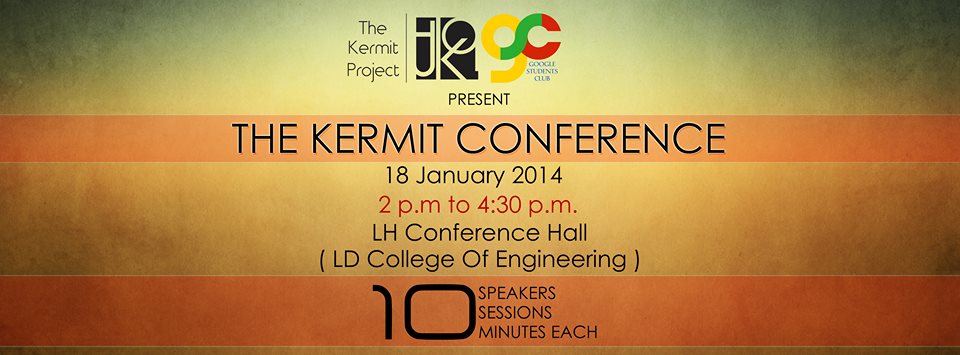 The
Kermit
Project
GOOGLE
STUDENTS
CLUB
PRESENT
THE KERMIT CONFERENCE
18 January 2014
2 p.m to 4:30 p.m.
LH Conference Hall
( LD College Of Engineering )
10 SPEAKERS
SESSIONS
MINUTES EACH